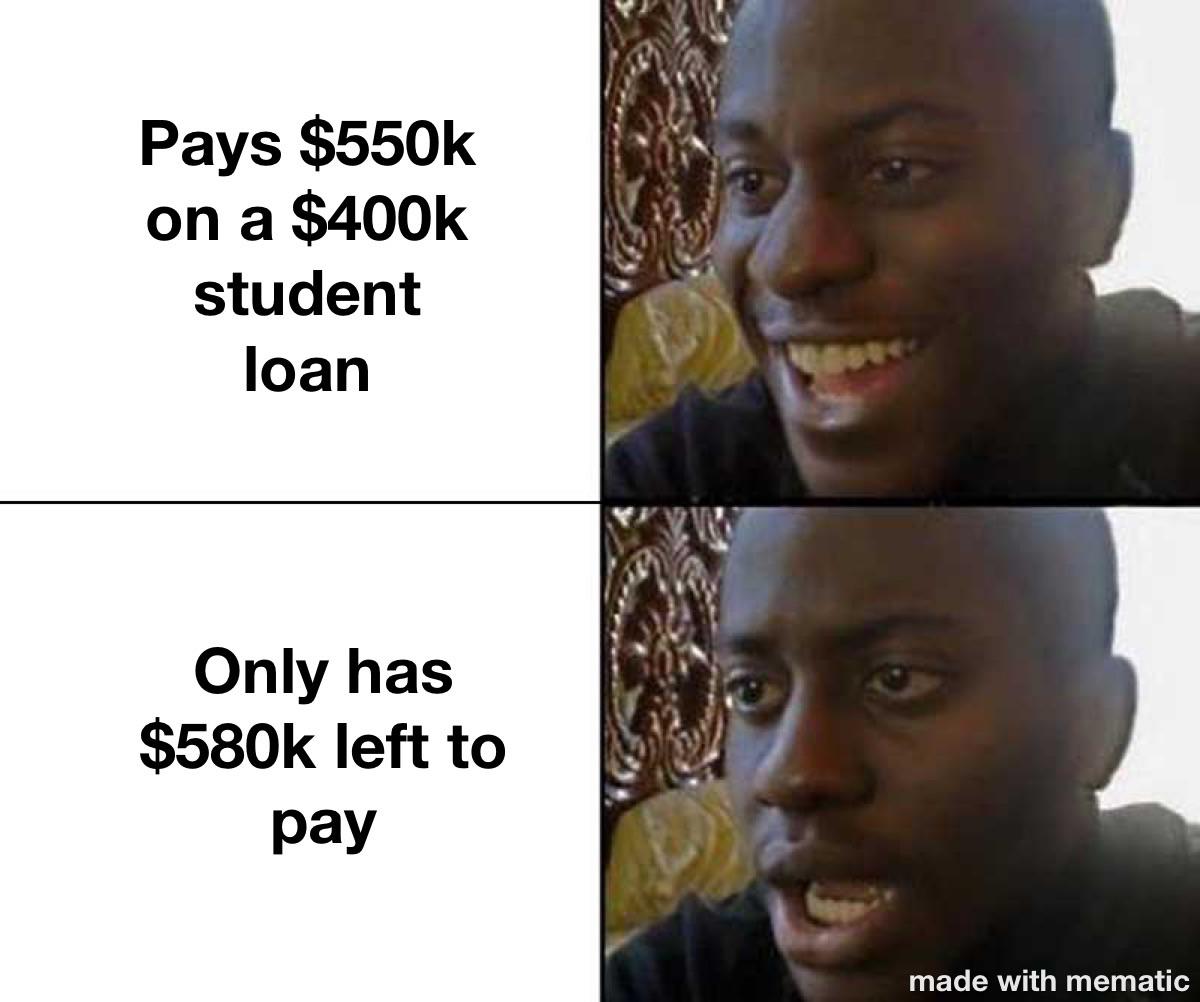 Pays $550k
on a $400k
student
loan
Only has
$580k left to
pay
made with mematic